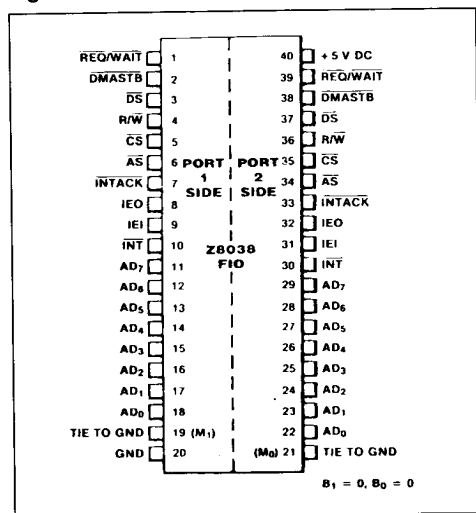 REQ/WAIT 1 40 + 5 V DC
DMASTB 2 39 REQ/WAIT
DS 3 38 DMASTB
R/W 4 37 DS
CS 5 36 R/W
AS 6 PORT PORT 35 CS
INTACK 7 1 2 34 AS
SIDE SIDE
IEO 8 33 INTACK
IEI 9 32 IEO
INT 10 Z8038 31 IEI
FIO
AD7 11 30 INT
AD6 12 29 AD7
AD5 13 28 AD6
AD4 14 27 AD5
AD3 15 26 AD4
AD2 16 25 AD3
AD1 17 24 AD2
AD0 18 23 AD1
TIE TO GND 19 (M1) 22 AD0
GND 20 (M0) 21 TIE TO GND
B1 = 0, B0 = 0